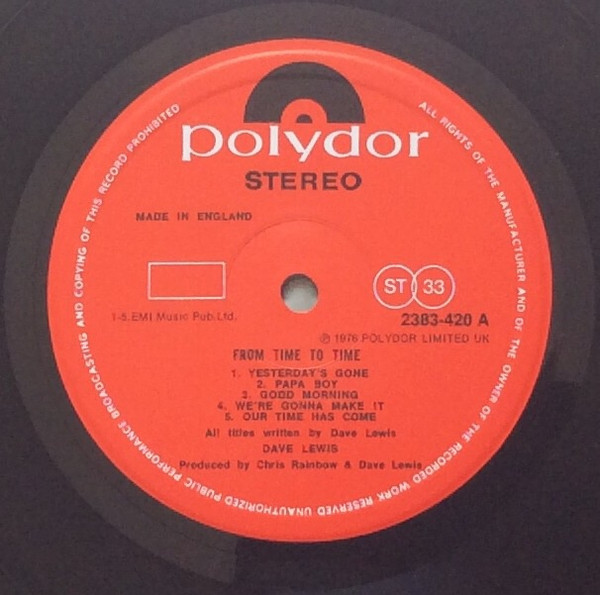 polydor
STEREO
MADE IN ENGLAND
ST 33
1-5.EMI Music Pub.Ltd.
2383-420 A
℗ 1976 POLYDOR LIMITED UK
FROM TIME TO TIME
1. YESTERDAY'S GONE
2. PAPA BOY
3. GOOD MORNING
4. WE'RE GONNA MAKE IT
5. OUR TIME HAS COME
All titles written by Dave Lewis
DAVE LEWIS
Produced by Chris Rainbow & Dave Lewis
ALL RIGHTS OF THE MANUFACTURER AND OF THE OWNER OF THE RECORDED WORK RESERVED UNAUTHORIZED PUBLIC PERFORMANCE BROADCASTING AND COPYING OF THIS RECORD PROHIBITED